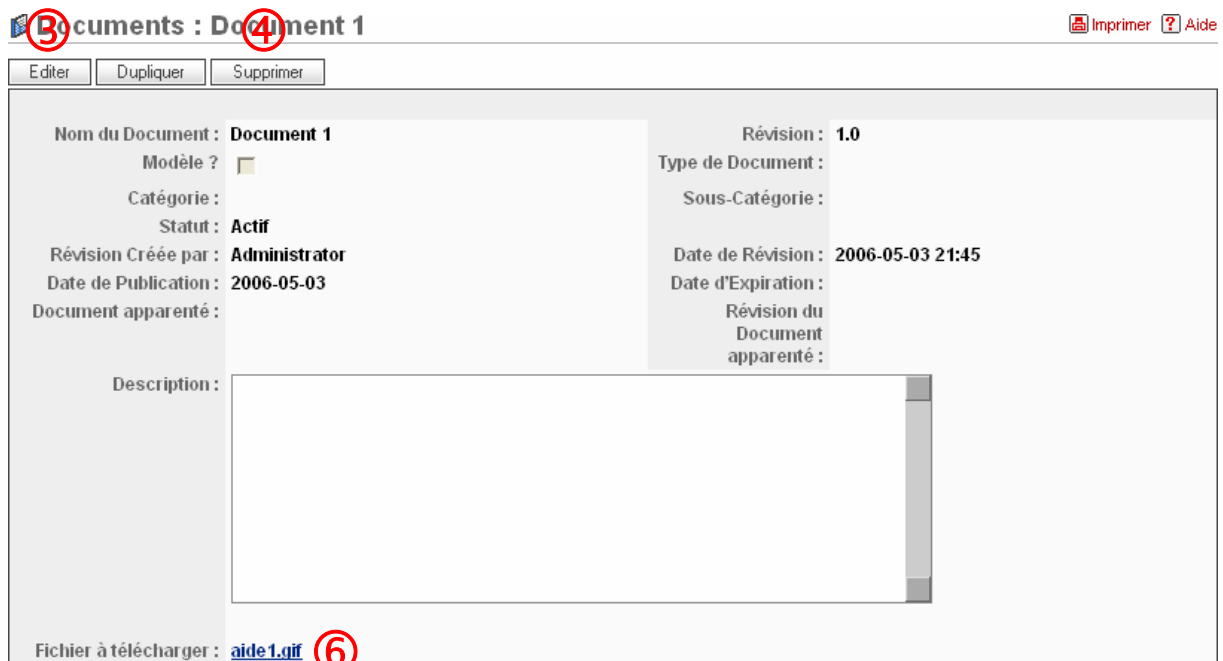 ③ ④
Documents : Document 1 Imprimer ? Aide
Editer Dupliquer Supprimer
Nom du Document : Document 1 Révision : 1.0
Modèle ? Type de Document :
Catégorie : Sous-Catégorie :
Statut : Actif
Révision Créée par : Administrator Date de Révision : 2006-05-03 21:45
Date de Publication : 2006-05-03 Date d'Expiration :
Document apparenté : Révision du
Document
apparenté :
Description :
Fichier à télécharger : aide1.gif ⑥